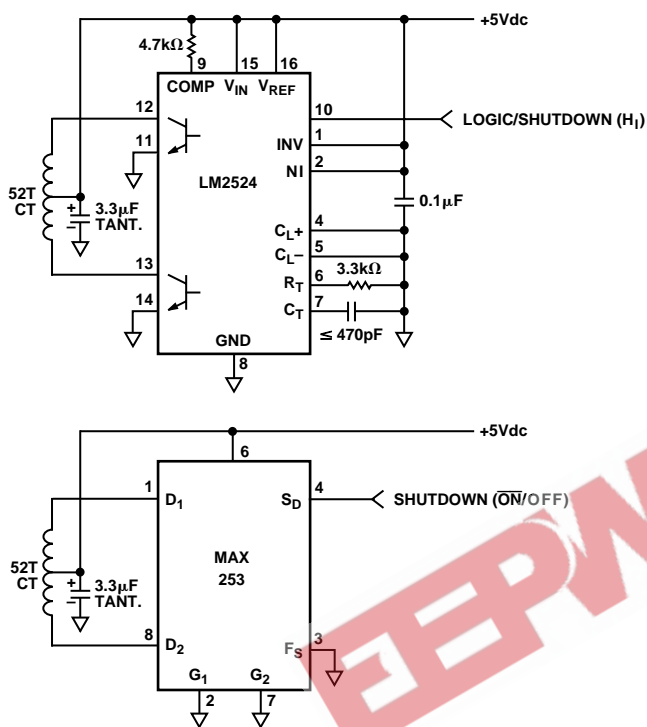 +5Vdc
4.7kΩ
9 15 16
COMP VIN VREF
12
10
LOGIC/SHUTDOWN (HI)
11
INV 1
NI 2
LM2524
52T
CT
+
3.3µF
– TANT.
0.1µF
CL+ 4
CL– 5
13
3.3kΩ
RT 6
14
CT 7
≤ 470pF
GND
8
+5Vdc
6
1 D1
SD 4
SHUTDOWN (O̅N̅/OFF)
MAX
253
52T
CT
+
3.3µF
– TANT.
8 D2
FS 3
G1 G2
2 7
EEPW